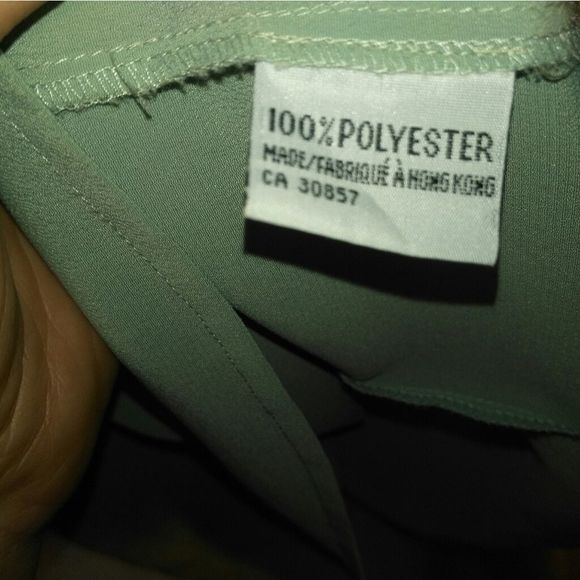 100% POLYESTER
MADE/FABRIQUÉ À HONG KONG
CA 30857